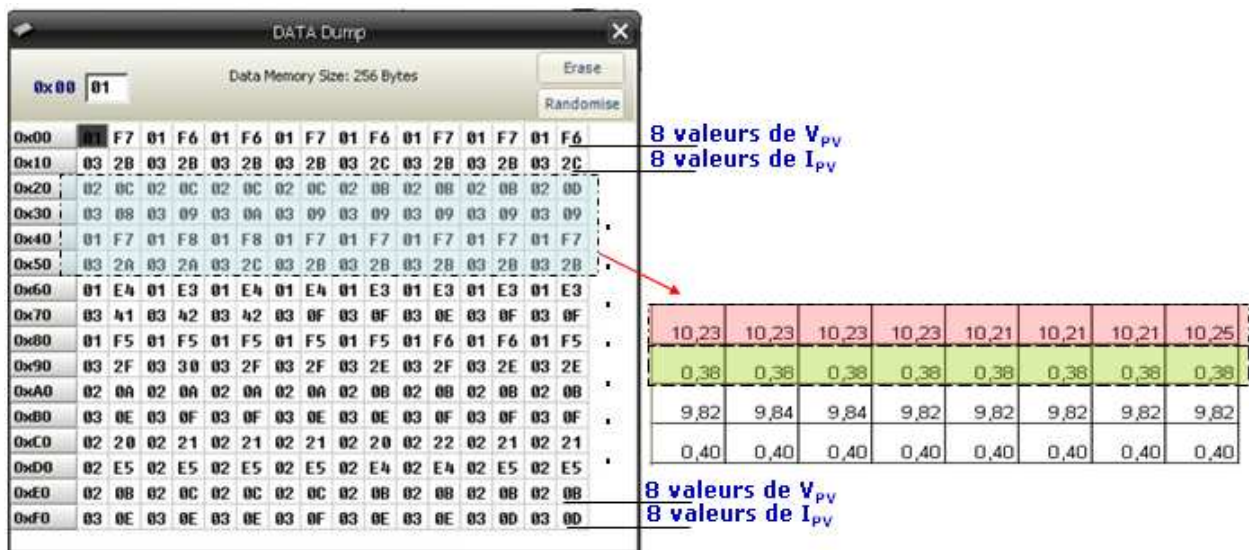 DATA Dump
0x00 01 Data Memory Size: 256 Bytes Erase
Randomise
0x00 01 F7 01 F6 01 F6 01 F7 01 F6 01 F7 01 F7 01 F6 8 valeurs de VPV
0x10 03 2B 03 2B 03 2B 03 2B 03 2C 03 2B 03 2B 03 2C 8 valeurs de IPV
0x20 02 0C 02 0C 02 0C 02 0C 02 0B 02 0B 02 0B 02 0D
0x30 03 08 03 09 03 0A 03 09 03 09 03 09 03 09 03 09
0x40 01 F7 01 F8 01 F8 01 F7 01 F7 01 F7 01 F7 01 F7
0x50 03 2A 03 2A 03 2C 03 2B 03 2B 03 2B 03 2B 03 2B
0x60 01 E4 01 E3 01 E4 01 E4 01 E3 01 E3 01 E3 01 E3
0x70 03 41 03 42 03 42 03 0F 03 0F 03 0E 03 0F 03 0F
0x80 01 F5 01 F5 01 F5 01 F5 01 F5 01 F6 01 F6 01 F5
10,23 10,23 10,23 10,23 10,21 10,21 10,21 10,25
0x90 03 2F 03 30 03 2F 03 2F 03 2E 03 2F 03 2E 03 2E
0,38 0,38 0,38 0,38 0,38 0,38 0,38 0,38
0xA0 02 0A 02 0A 02 0A 02 0A 02 0B 02 0B 02 0B 02 0B
0xB0 03 0E 03 0F 03 0F 03 0E 03 0E 03 0F 03 0F 03 0F
9,82 9,84 9,84 9,82 9,82 9,82 9,82 9,82
0xC0 02 20 02 21 02 21 02 21 02 20 02 22 02 21 02 21
0,40 0,40 0,40 0,40 0,40 0,40 0,40 0,40
0xD0 02 E5 02 E5 02 E5 02 E5 02 E4 02 E4 02 E5 02 E5
0xE0 02 0B 02 0C 02 0C 02 0C 02 0B 02 0B 02 0B 02 0B 8 valeurs de VPV
0xF0 03 0E 03 0E 03 0E 03 0F 03 0E 03 0E 03 0D 03 0D 8 valeurs de IPV